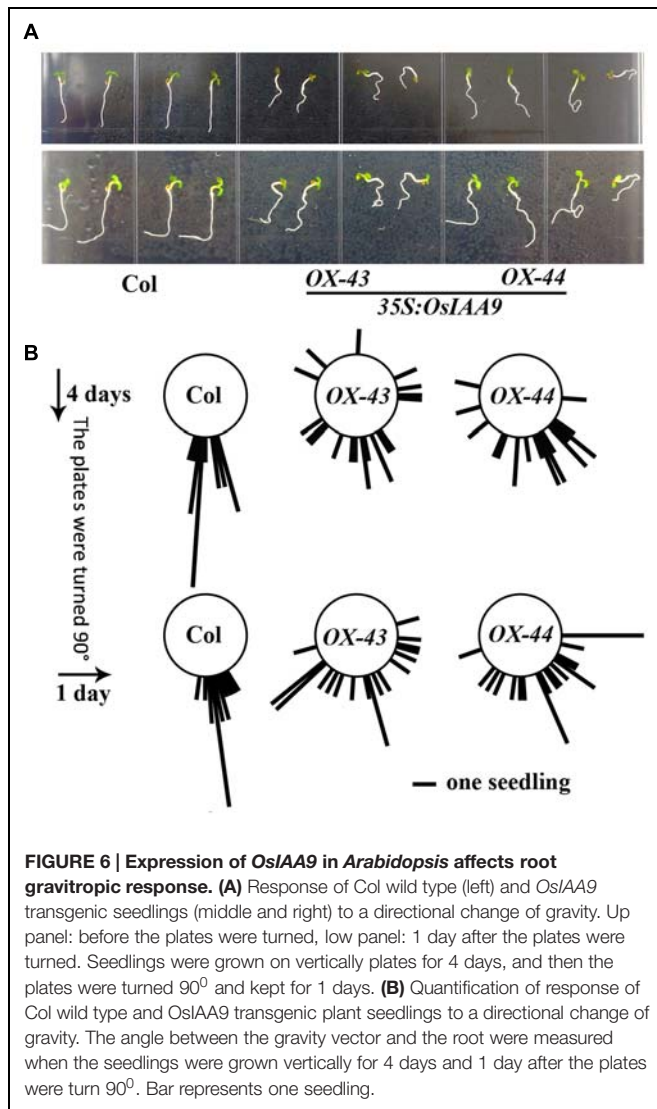 A
Col
OX-43
OX-44
35S:OsIAA9
B
4 days
The plates were turned 90°
1 day
Col
OX-43
OX-44
Col
OX-43
OX-44
one seedling
FIGURE 6 | Expression of OsIAA9 in Arabidopsis affects root
gravitropic response. (A) Response of Col wild type (left) and OsIAA9
transgenic seedlings (middle and right) to a directional change of gravity. Up
panel: before the plates were turned, low panel: 1 day after the plates were
turned. Seedlings were grown on vertically plates for 4 days, and then the
plates were turned 90⁰ and kept for 1 days. (B) Quantification of response of
Col wild type and OsIAA9 transgenic plant seedlings to a directional change of
gravity. The angle between the gravity vector and the root were measured
when the seedlings were grown vertically for 4 days and 1 day after the plates
were turn 90⁰. Bar represents one seedling.